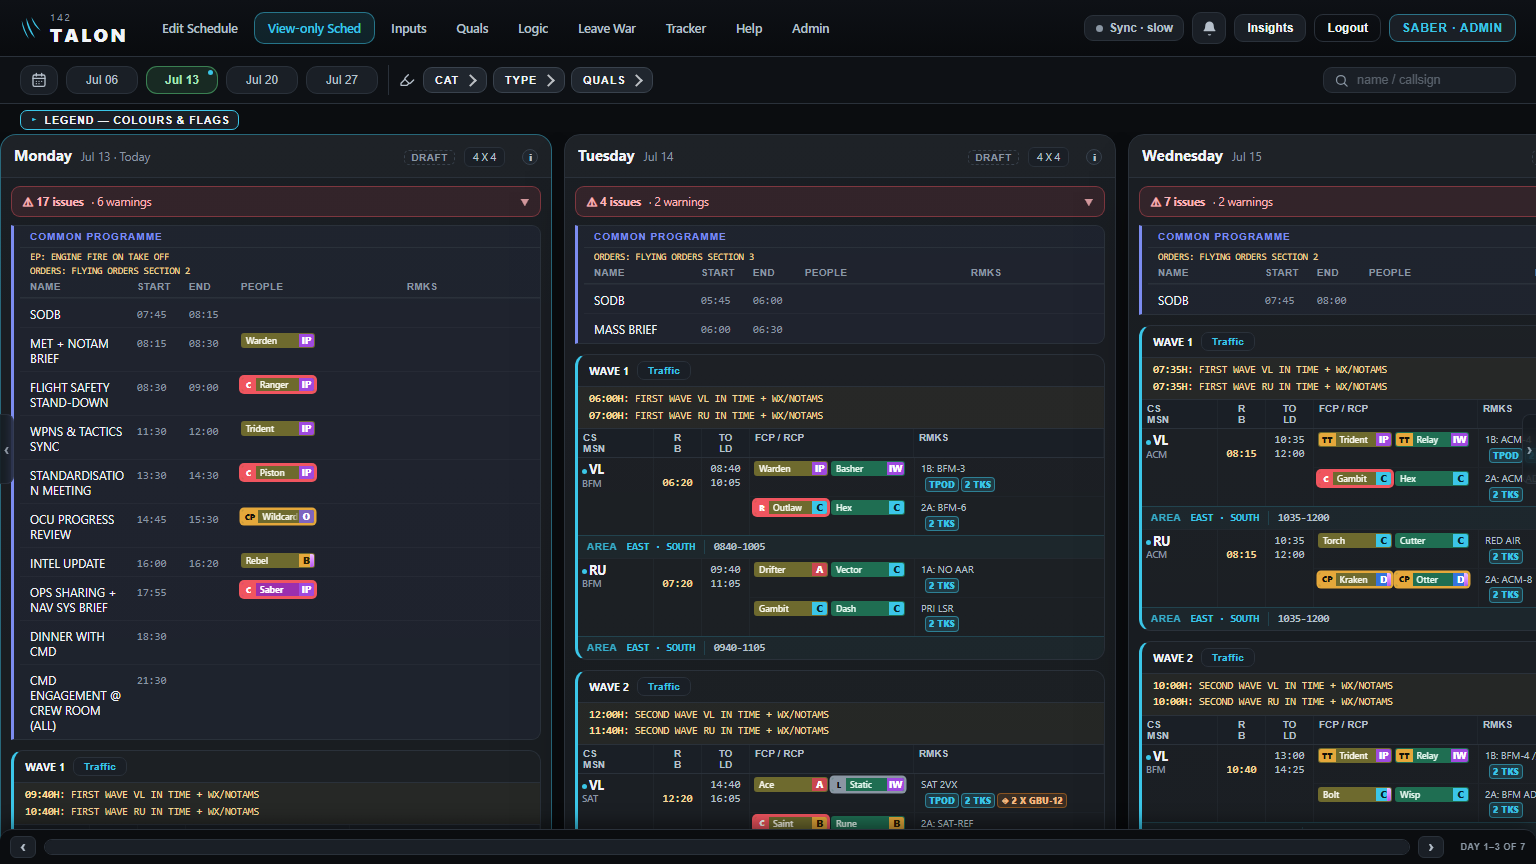 142
TALON
Edit Schedule
View-only Sched
Inputs
Quals
Logic
Leave War
Tracker
Help
Admin
Sync · slow
Insights
Logout
SABER · ADMIN
Jul 06
Jul 13
Jul 20
Jul 27
CAT
TYPE
QUALS
name / callsign
LEGEND — COLOURS & FLAGS
Monday Jul 13 · Today
DRAFT
4 X 4
17 issues · 6 warnings
COMMON PROGRAMME
EP: ENGINE FIRE ON TAKE OFF
ORDERS: FLYING ORDERS SECTION 2
NAME START END PEOPLE RMKS
SODB 07:45 08:15
MET + NOTAM BRIEF 08:15 08:30 Warden IP
FLIGHT SAFETY STAND-DOWN 08:30 09:00 C Ranger IP
WPNS & TACTICS SYNC 11:30 12:00 Trident IP
STANDARDISATIO
N MEETING 13:30 14:30 C Piston IP
OCU PROGRESS REVIEW 14:45 15:30 CP Wildcard O
INTEL UPDATE 16:00 16:20 Rebel B
OPS SHARING + NAV SYS BRIEF 17:55 C Saber IP
DINNER WITH CMD 18:30
CMD ENGAGEMENT @ CREW ROOM (ALL) 21:30
WAVE 1 Traffic
09:40H: FIRST WAVE VL IN TIME + WX/NOTAMS
10:40H: FIRST WAVE RU IN TIME + WX/NOTAMS
Tuesday Jul 14
DRAFT
4 X 4
4 issues · 2 warnings
COMMON PROGRAMME
ORDERS: FLYING ORDERS SECTION 3
NAME START END PEOPLE RMKS
SODB 05:45 06:00
MASS BRIEF 06:00 06:30
WAVE 1 Traffic
06:00H: FIRST WAVE VL IN TIME + WX/NOTAMS
07:00H: FIRST WAVE RU IN TIME + WX/NOTAMS
CS R TO FCP / RCP RMKS
MSN B LD
VL 08:40 Warden IP Basher IW 1B: BFM-3
BFM 06:20 10:05 TPOD 2 TKS
R Outlaw C Hex C 2A: BFM-6
2 TKS
AREA EAST · SOUTH 0840-1005
RU 09:40 Drifter A Vector C 1A: NO AAR
BFM 07:20 11:05 2 TKS
Gambit C Dash C PRI LSR
2 TKS
AREA EAST · SOUTH 0940-1105
WAVE 2 Traffic
12:00H: SECOND WAVE VL IN TIME + WX/NOTAMS
11:40H: SECOND WAVE RU IN TIME + WX/NOTAMS
CS R TO FCP / RCP RMKS
MSN B LD
VL 14:40 Ace A L Static IW SAT 2VX
SAT 12:20 16:05 TPOD 2 TKS 2 X GBU-12
C Saint B Rune B 2A: SAT-REF
Wednesday Jul 15
7 issues · 2 warnings
COMMON PROGRAMME
ORDERS: FLYING ORDERS SECTION 2
NAME START END PEOPLE
SODB 07:45 08:00
WAVE 1 Traffic
07:35H: FIRST WAVE VL IN TIME + WX/NOTAMS
07:35H: FIRST WAVE RU IN TIME + WX/NOTAMS
CS R TO FCP / RCP RMKS
MSN B LD
VL 10:35 TT Trident IP TT Relay IW 1B: ACM
ACM 08:15 12:00 TPOD
C Gambit C Hex C 2A: ACM
2 TKS
AREA EAST · SOUTH 1035-1200
RU 10:35 Torch C Cutter C RED AIR
ACM 08:15 12:00 2 TKS
CP Kraken D CP Otter D 2A: ACM-8
2 TKS
AREA EAST · SOUTH 1035-1200
WAVE 2 Traffic
10:00H: SECOND WAVE VL IN TIME + WX/NOTAMS
10:00H: SECOND WAVE RU IN TIME + WX/NOTAMS
CS R TO FCP / RCP RMKS
MSN B LD
VL 13:00 TT Trident IP TT Relay IW 1B: BFM-4 /
BFM 10:40 14:25 2 TKS
Bolt C Wisp C 2A: BFM AD
2 TKS
DAY 1–3 OF 7